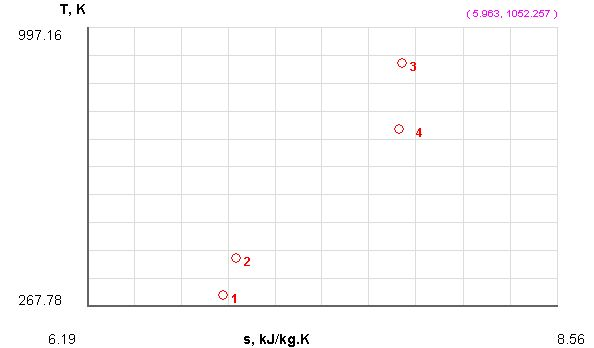 T, K
( 5.963, 1052.257 )
997.16
3
4
2
1
267.78
6.19
s, kJ/kg.K
8.56